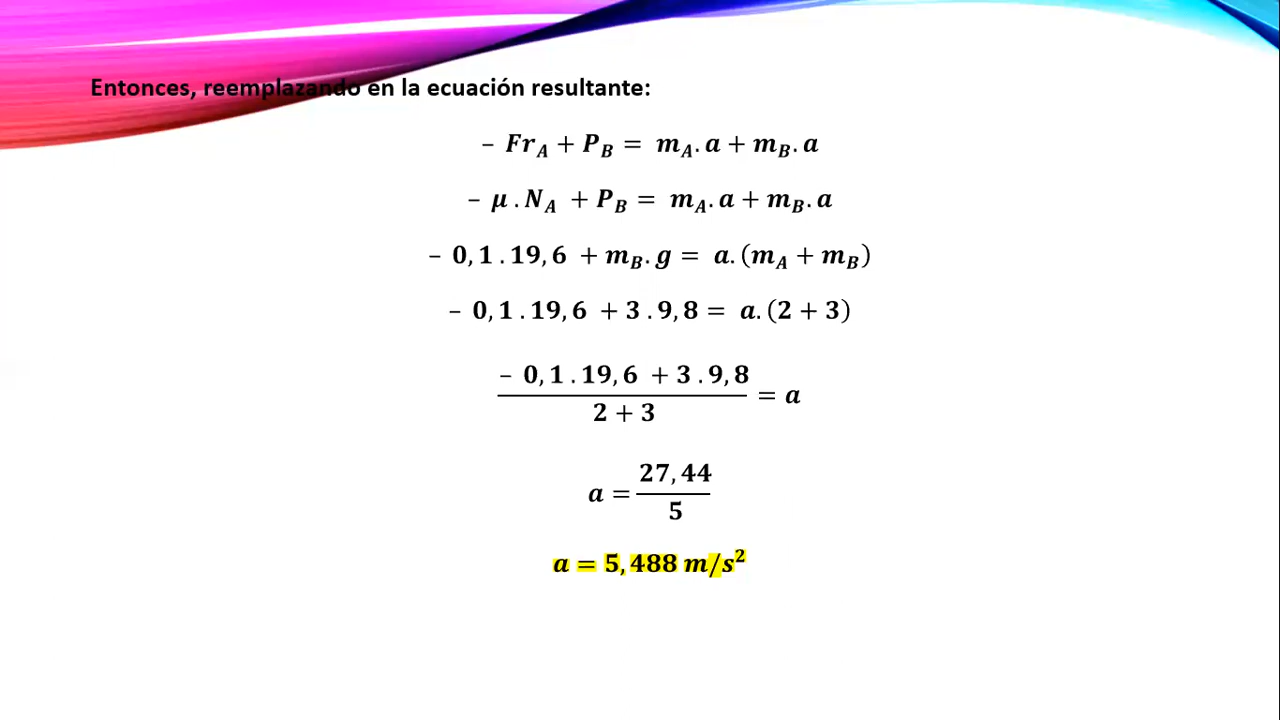 Entonces, reemplazando en la ecuación resultante:
– Fr_A + P_B = m_A . a + m_B . a
– μ . N_A + P_B = m_A . a + m_B . a
– 0,1 . 19,6 + m_B . g = a. (m_A + m_B)
– 0,1 . 19,6 + 3 . 9,8 = a. (2 + 3)
– 0,1 . 19,6 + 3 . 9,8
2 + 3
= a
a =
27,44
5
a = 5,488 m/s²